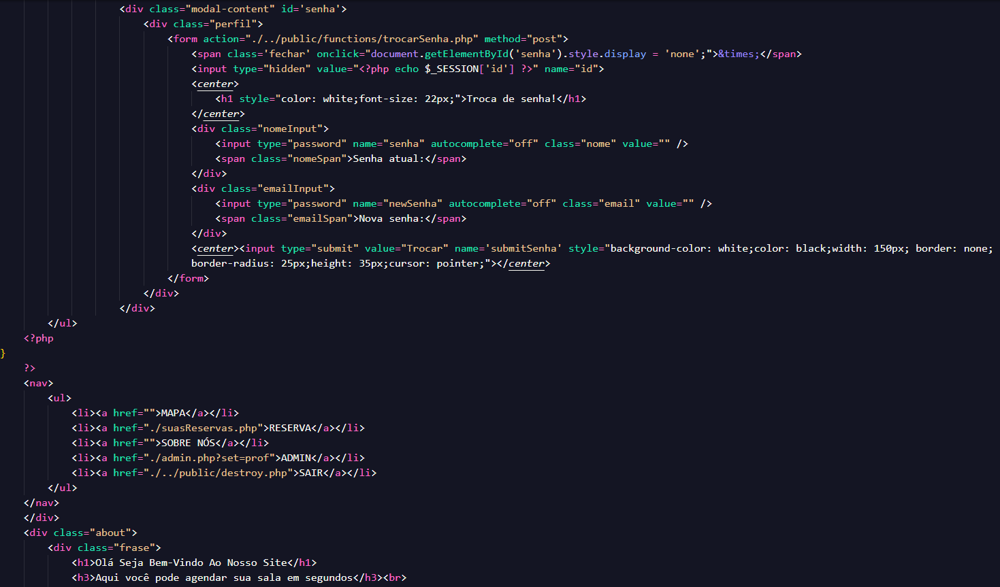 <div class="modal-content" id='senha'>
<div class="perfil">
<form action="./../public/functions/trocarSenha.php" method="post">
<span class='fechar' onclick="document.getElementById('senha').style.display = 'none';">&times;</span>
<input type="hidden" value="<?php echo $_SESSION['id'] ?>" name="id">
<center>
<h1 style="color: white;font-size: 22px;">Troca de senha!</h1>
</center>
<div class="nomeInput">
<input type="password" name="senha" autocomplete="off" class="nome" value="" />
<span class="nomeSpan">Senha atual:</span>
</div>
<div class="emailInput">
<input type="password" name="newSenha" autocomplete="off" class="email" value="" />
<span class="emailSpan">Nova senha:</span>
</div>
<center><input type="submit" value="Trocar" name='submitSenha' style="background-color: white;color: black;width: 150px; border: none;
border-radius: 25px;height: 35px;cursor: pointer;"></center>
</form>
</div>
</div>
</ul>
<?php
}
?>
<nav>
<ul>
<li><a href="">MAPA</a></li>
<li><a href="./suasReservas.php">RESERVA</a></li>
<li><a href="">SOBRE NÓS</a></li>
<li><a href="./admin.php?set=prof">ADMIN</a></li>
<li><a href="./../public/destroy.php">SAIR</a></li>
</ul>
</nav>
</div>
<div class="about">
<div class="frase">
<h1>Olá Seja Bem-Vindo Ao Nosso Site</h1>
<h3>Aqui você pode agendar sua sala em segundos</h3><br>